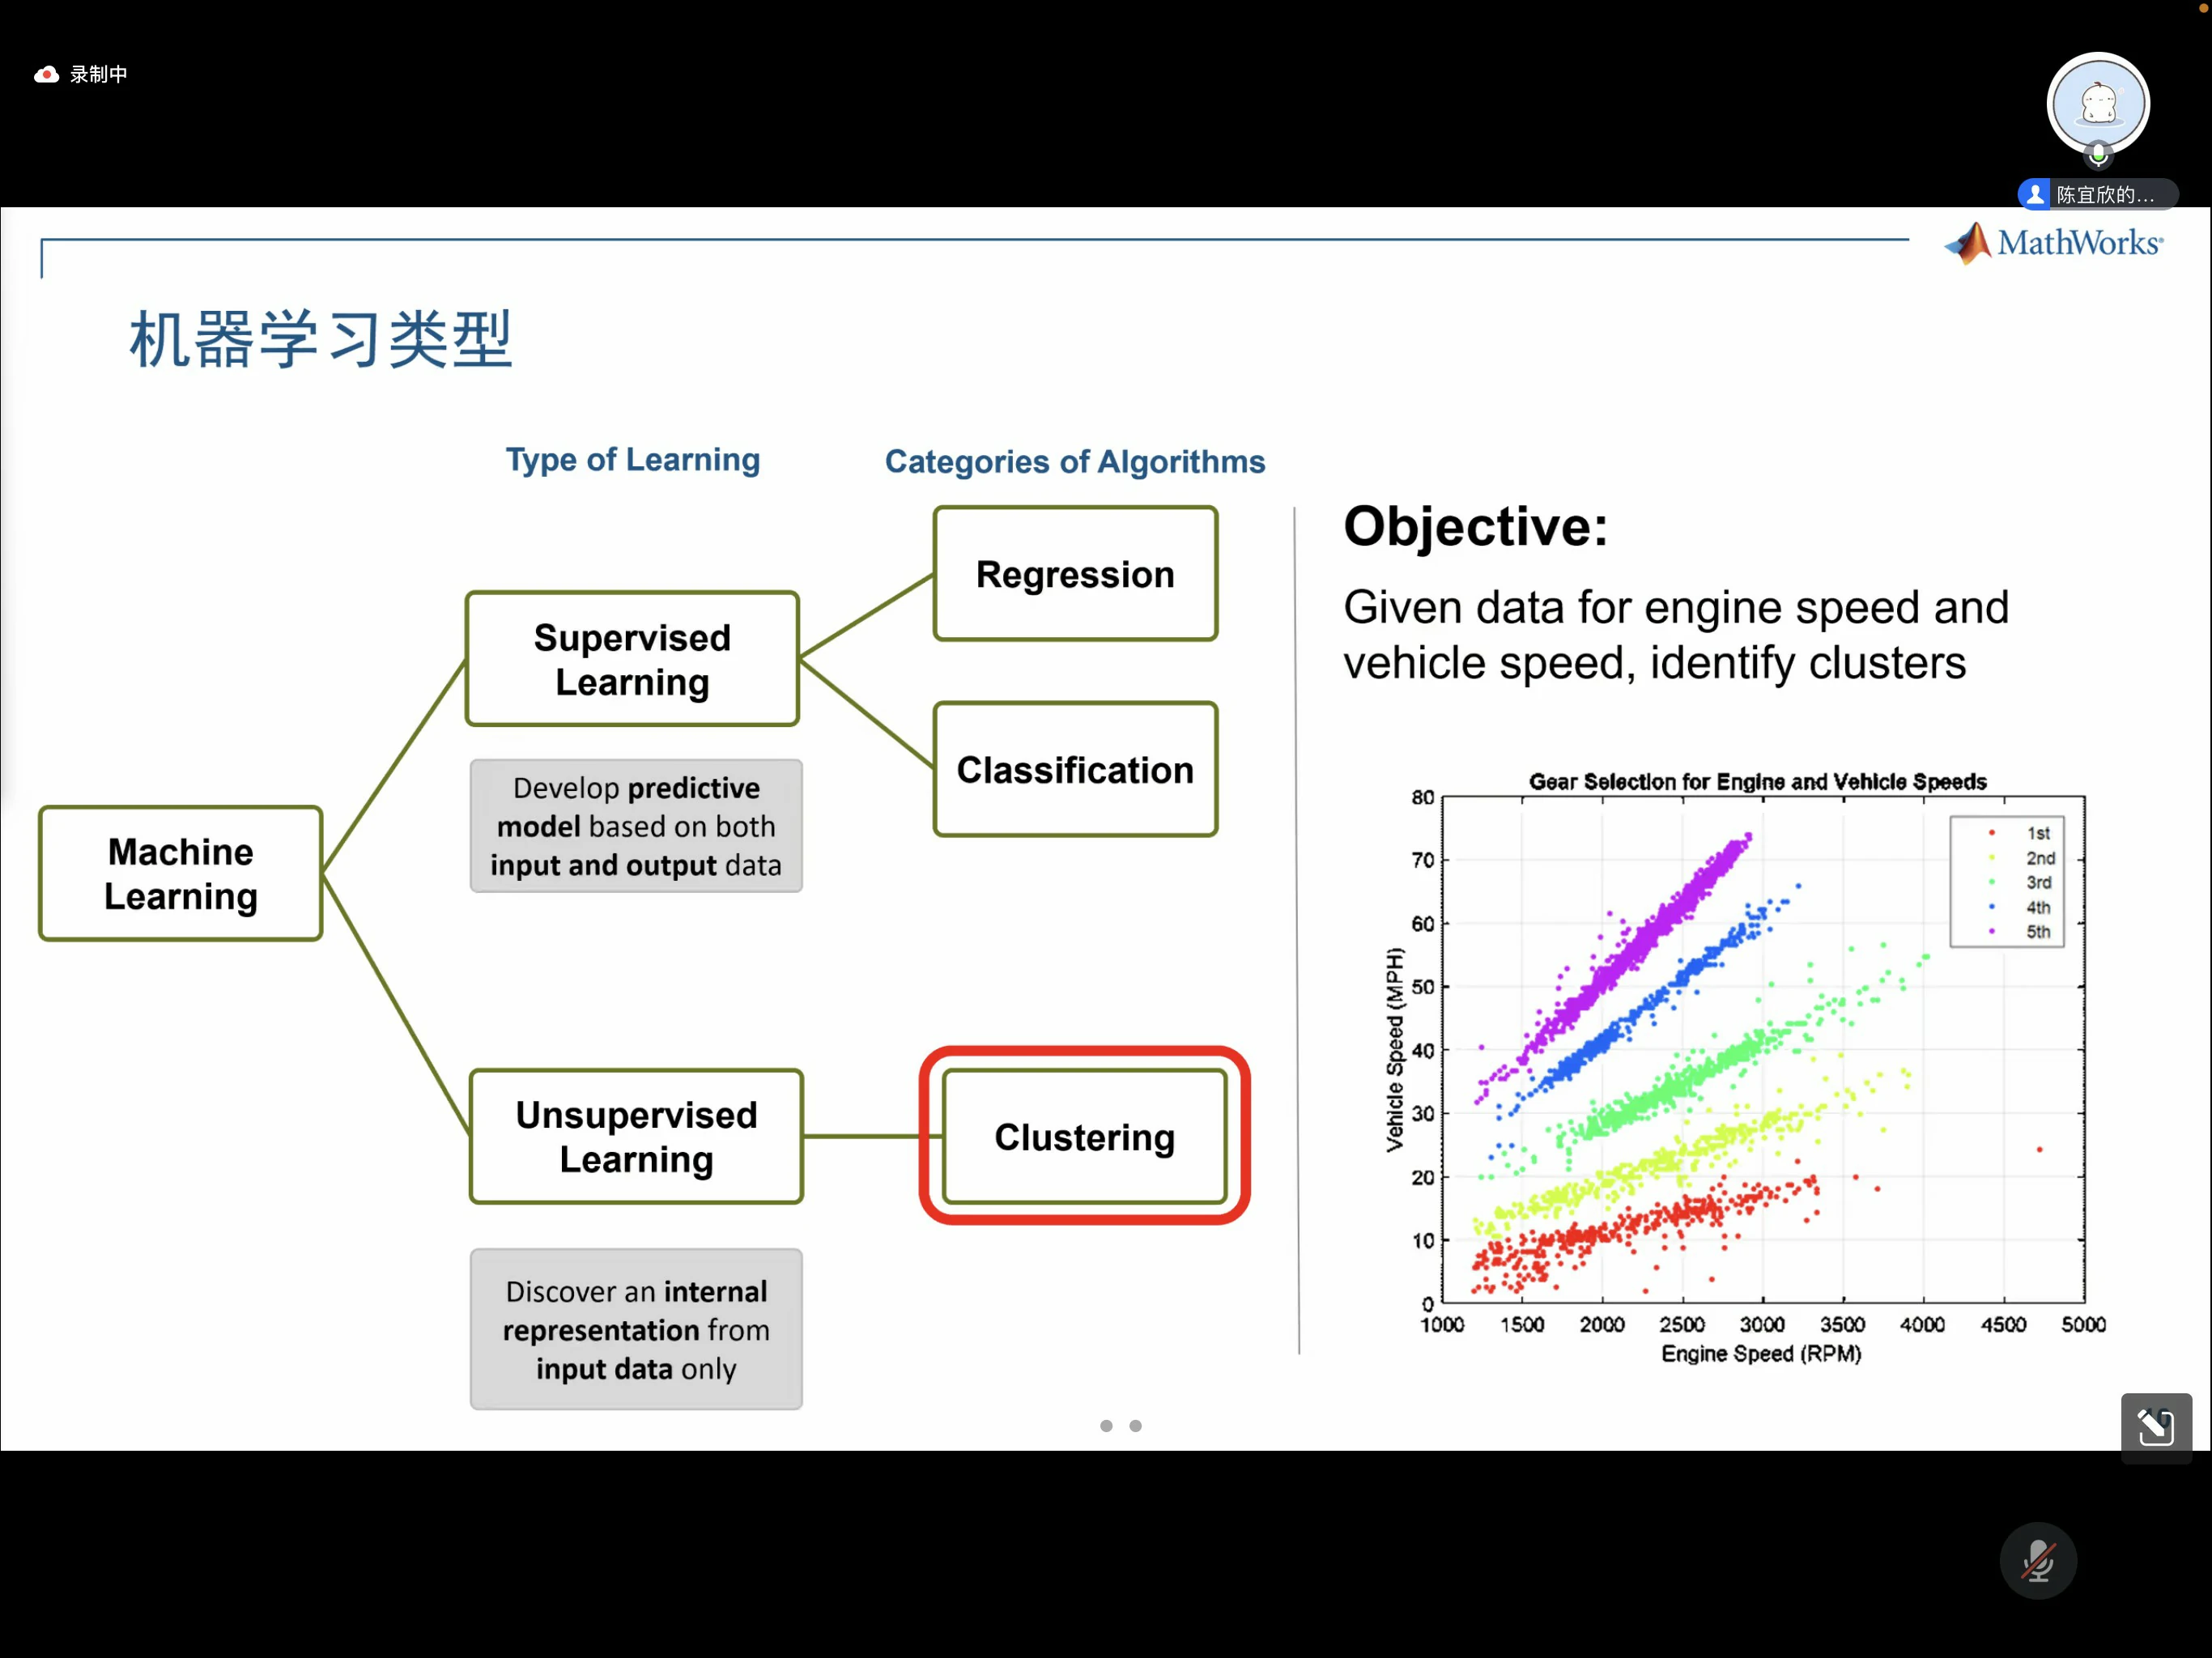 录制中
陈宜欣的...
MathWorks®
机器学习类型
Type of Learning
Categories of Algorithms
Machine
Learning
Supervised
Learning
Develop predictive
model based on both
input and output data
Regression
Classification
Unsupervised
Learning
Discover an internal
representation from
input data only
Clustering
Objective:
Given data for engine speed and
vehicle speed, identify clusters
Gear Selection for Engine and Vehicle Speeds
1st
2nd
3rd
4th
5th
Vehicle Speed (MPH)
80
70
60
50
40
30
20
10
0
1000 1500 2000 2500 3000 3500 4000 4500 5000
Engine Speed (RPM)